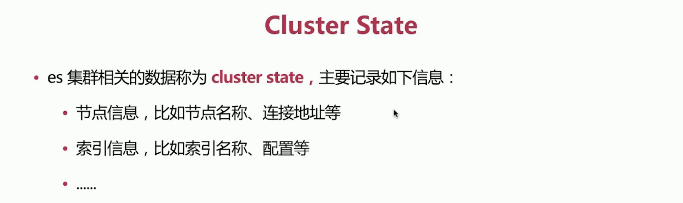 Cluster State
• es 集群相关的数据称为 cluster state，主要记录如下信息：
• 节点信息，比如节点名称、连接地址等
• 索引信息，比如索引名称、配置等
• ......